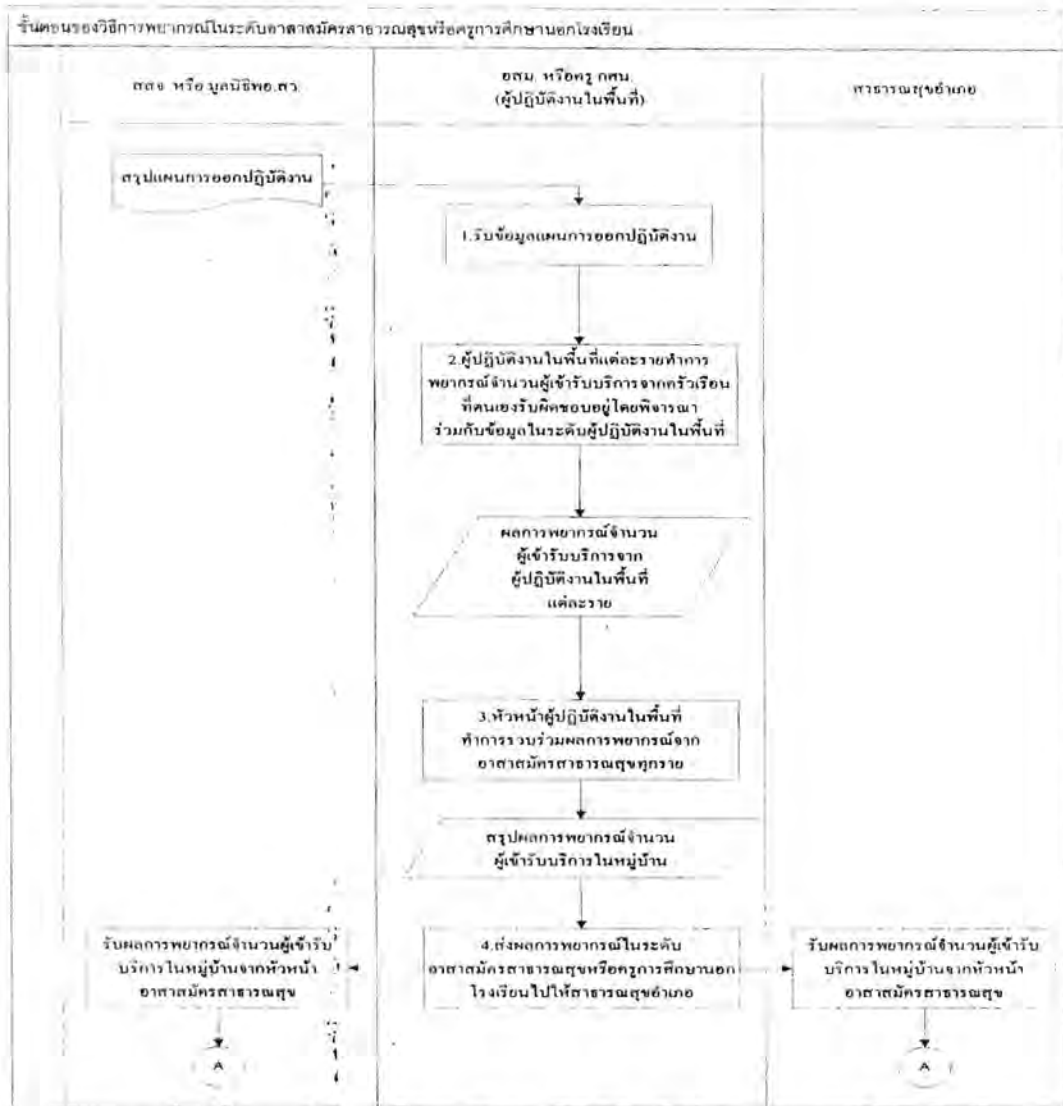 ขั้นตอนของวิธีการพยากรณ์ในระดับอาสาสมัครสาธารณสุขหรือครูการศึกษานอกโรงเรียน
สสจ. หรือ มูลนิธิพอ.สว.
อสม. หรือครู กศน.
(ผู้ปฏิบัติงานในพื้นที่)
สาธารณสุขอำเภอ
สรุปแผนการออกปฏิบัติงาน
1.รับข้อมูลแผนการออกปฏิบัติงาน
2.ผู้ปฏิบัติงานในพื้นที่แต่ละรายทำการ
พยากรณ์จำนวนผู้เข้ารับบริการจากครัวเรือน
ที่ตนเองรับผิดชอบอยู่โดยพิจารณา
ร่วมกับข้อมูลในระดับผู้ปฏิบัติงานในพื้นที่
ผลการพยากรณ์จำนวน
ผู้เข้ารับบริการจาก
ผู้ปฏิบัติงานในพื้นที่
แต่ละราย
3.หัวหน้าผู้ปฏิบัติงานในพื้นที่
ทำการรวบร่วมผลการพยากรณ์จาก
อาสาสมัครสาธารณสุขทุกราย
สรุปผลการพยากรณ์จำนวน
ผู้เข้ารับบริการในหมู่บ้าน
รับผลการพยากรณ์จำนวนผู้เข้ารับ
บริการในหมู่บ้านจากหัวหน้า
อาสาสมัครสาธารณสุข
4.ส่งผลการพยากรณ์ในระดับ
อาสาสมัครสาธารณสุขหรือครูการศึกษานอก
โรงเรียนไปให้สาธารณสุขอำเภอ
รับผลการพยากรณ์จำนวนผู้เข้ารับ
บริการในหมู่บ้านจากหัวหน้า
อาสาสมัครสาธารณสุข
A
A